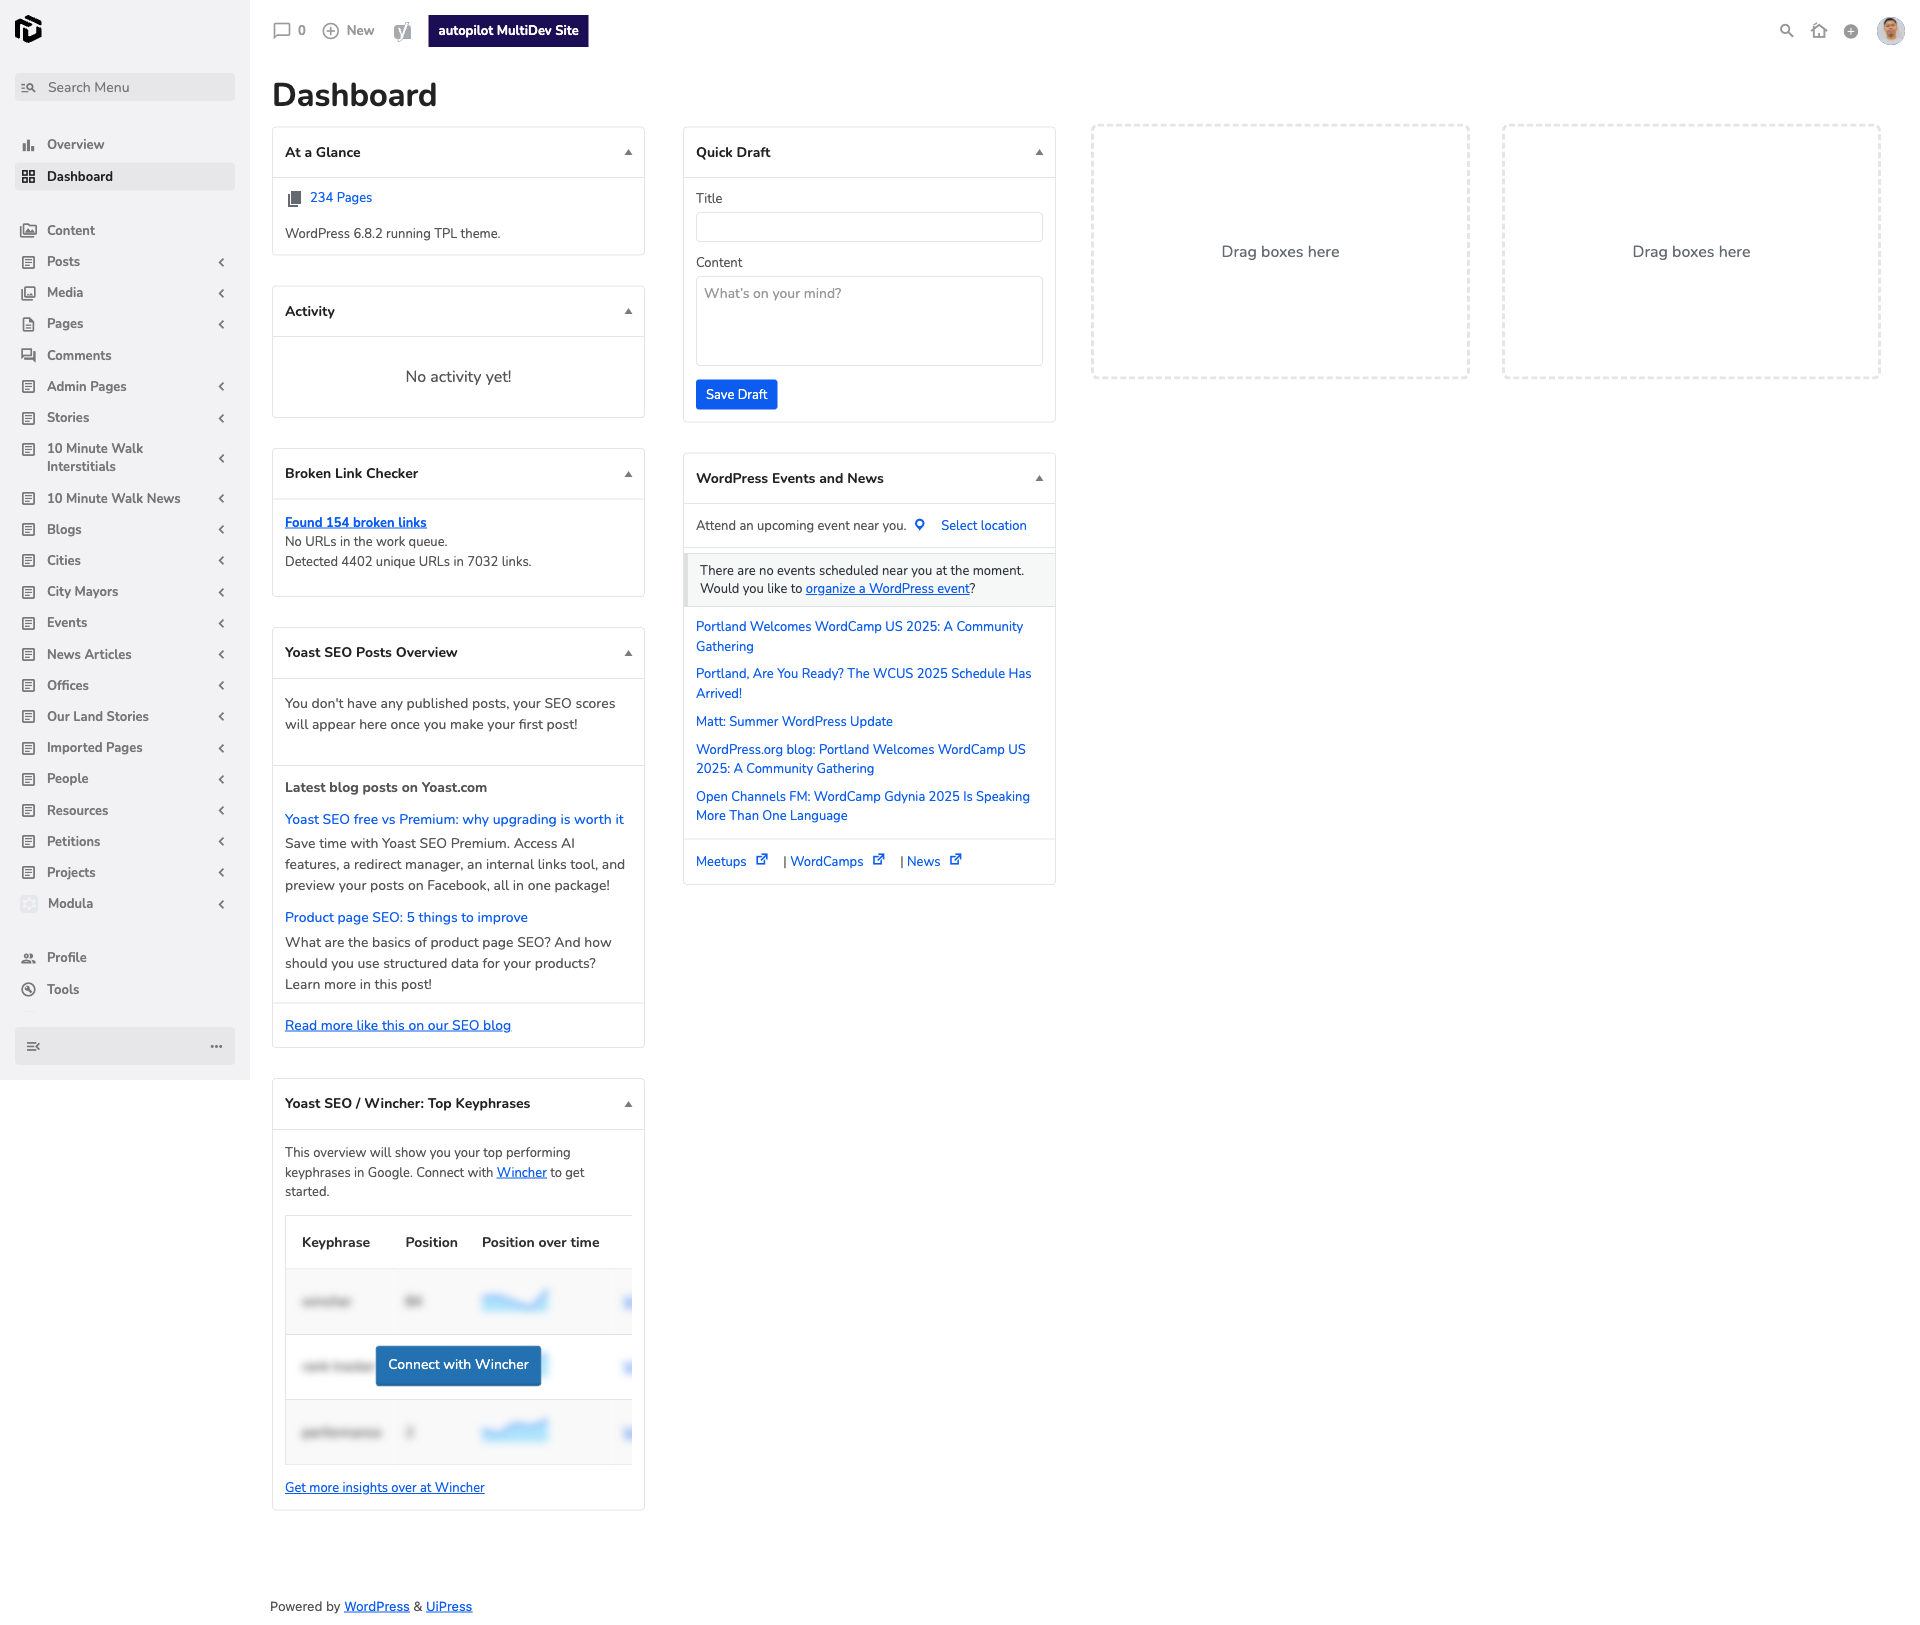 0
New
autopilot MultiDev Site
Search Menu
Overview
Dashboard
Content
Posts
Media
Pages
Comments
Admin Pages
Stories
10 Minute Walk
Interstitials
10 Minute Walk News
Blogs
Cities
City Mayors
Events
News Articles
Offices
Our Land Stories
Imported Pages
People
Resources
Petitions
Projects
Modula
Profile
Tools
Dashboard
At a Glance
234 Pages
WordPress 6.8.2 running TPL theme.
Activity
No activity yet!
Broken Link Checker
Found 154 broken links
No URLs in the work queue.
Detected 4402 unique URLs in 7032 links.
Yoast SEO Posts Overview
You don't have any published posts, your SEO scores
will appear here once you make your first post!
Latest blog posts on Yoast.com
Yoast SEO free vs Premium: why upgrading is worth it
Save time with Yoast SEO Premium. Access AI
features, a redirect manager, an internal links tool, and
preview your posts on Facebook, all in one package!
Product page SEO: 5 things to improve
What are the basics of product page SEO? And how
should you use structured data for your products?
Learn more in this post!
Read more like this on our SEO blog
Yoast SEO / Wincher: Top Keyphrases
This overview will show you your top performing
keyphrases in Google. Connect with Wincher to get
started.
Keyphrase Position Position over time
Connect with Wincher
Get more insights over at Wincher
Quick Draft
Title
Content
What's on your mind?
Save Draft
WordPress Events and News
Attend an upcoming event near you. Select location
There are no events scheduled near you at the moment.
Would you like to organize a WordPress event?
Portland Welcomes WordCamp US 2025: A Community
Gathering
Portland, Are You Ready? The WCUS 2025 Schedule Has
Arrived!
Matt: Summer WordPress Update
WordPress.org blog: Portland Welcomes WordCamp US
2025: A Community Gathering
Open Channels FM: WordCamp Gdynia 2025 Is Speaking
More Than One Language
Meetups | WordCamps | News
Drag boxes here
Drag boxes here
Powered by WordPress & UiPress